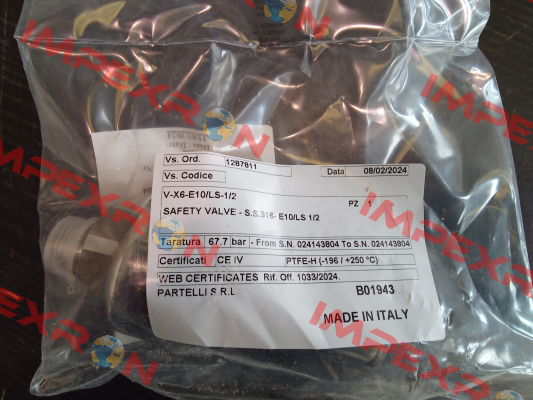 IMPEXRON
Vs. Ord. 1287811 Data 08/02/2024
Vs. Codice
V-X6-E10/LS-1/2
SAFETY VALVE - S.S.316- E10/LS 1/2 PZ 1
Taratura 67.7 bar - From S.N. 024143804 To S.N. 024143804
Certificati CE IV PTFE-H (-196 / +250 °C)
WEB CERTIFICATES Rif. Off. 1033/2024.
PARTELLI S R L B01943
MADE IN ITALY
IMPEXRON
IMPEXRON
IMPEXRON
IMPEXRON